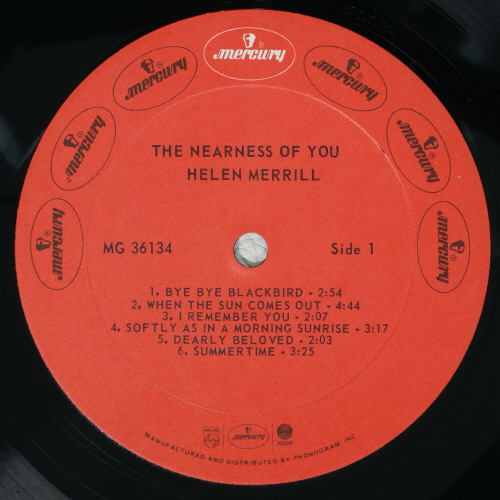 mercury
mercury
mercury
mercury
mercury
mercury
mercury
THE NEARNESS OF YOU
HELEN MERRILL
MG 36134
Side 1
1. BYE BYE BLACKBIRD - 2:54
2. WHEN THE SUN COMES OUT - 4:44
3. I REMEMBER YOU - 2:07
4. SOFTLY AS IN A MORNING SUNRISE - 3:17
5. DEARLY BELOVED - 2:03
6. SUMMERTIME - 3:25
mercury
MANUFACTURED AND DISTRIBUTED BY PHONOGRAM, INC.